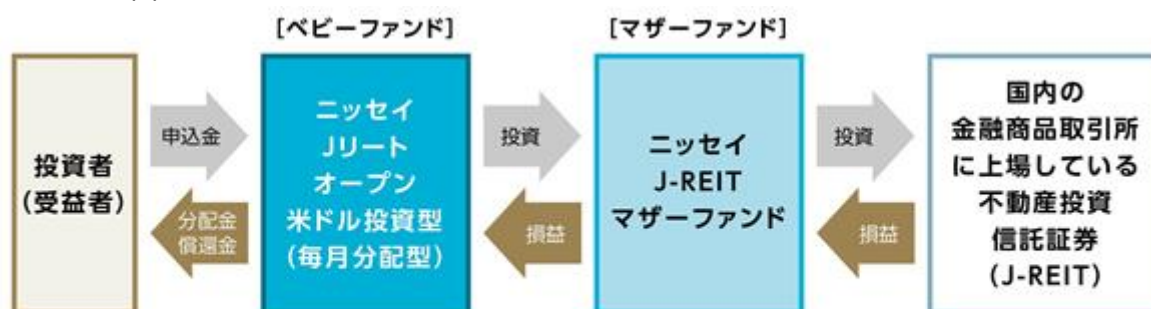 [ベビーファンド]
[マザーファンド]
投資者
(受益者)
申込金
分配金
償還金
ニッセイ
Jリート
オープン
米ドル投資型
(毎月分配型)
投資
損益
ニッセイ
J-REIT
マザーファンド
投資
損益
国内の
金融商品取引所
に上場している
不動産投資
信託証券
(J-REIT)